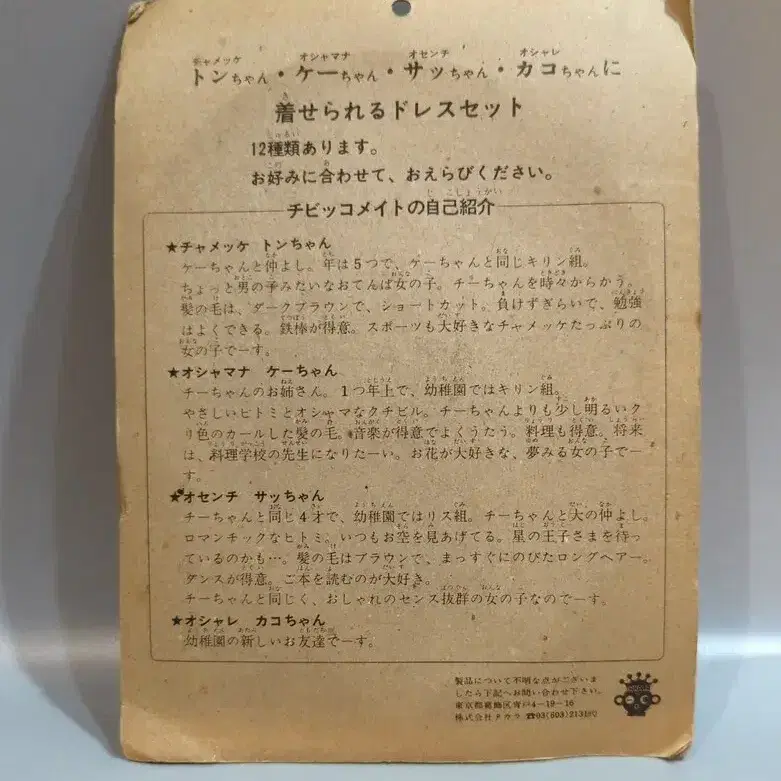 チャメッケ オシャマナ オセンチ オシャレ
トンちゃん・ケーちゃん・サッちゃん・カコちゃんに
着せられるドレスセット
12種類あります。
お好みに合わせて、おえらびください。
チビッコメイトの自己紹介
★チャメッケ トンちゃん
ケーちゃんと仲よし。年は5つで、ケーちゃんと同じキリン組。
ちょっと男の子みたいなおてんば女の子。チーちゃんを時々からかう。
髪の毛は、ダークブラウンで、ショートカット。負けずぎらいで、勉強
はよくできる。鉄棒が得意。スポーツも大好きなチャメッケたっぷりの
女の子でーす。
★オシャマナ ケーちゃん
チーちゃんのお姉さん。1つ年上で、幼稚園ではキリン組。
やさしいヒトミとオシャマなクチビル。チーちゃんよりも少し明るいク
リ色のカールした髪の毛。音楽が得意でよくうたう。料理も得意。将来
は、料理学校の先生になりたーい。お花が大好きな、夢みる女の子でー
す。
★オセンチ サッちゃん
チーちゃんと同じ4才で、幼稚園ではリス組。チーちゃんと大の仲よし。
ロマンチックなヒトミ。いつもお空を見あげてる。星の王子さまを待っ
ているのかも…。髪の毛はブラウンで、まっすぐにのびたロングヘアー。
ダンスが得意。ご本を読むのが大好き。
チーちゃんと同じく、おしゃれのセンス抜群の女の子なのでーす。
★オシャレ カコちゃん
幼稚園の新しいお友達でーす。
製品について不明な点がございま
したら下記へお問い合わせ下さい。
東京都葛飾区青戸4-19-16
株式会社タカラ ☎03(603)2131㈹